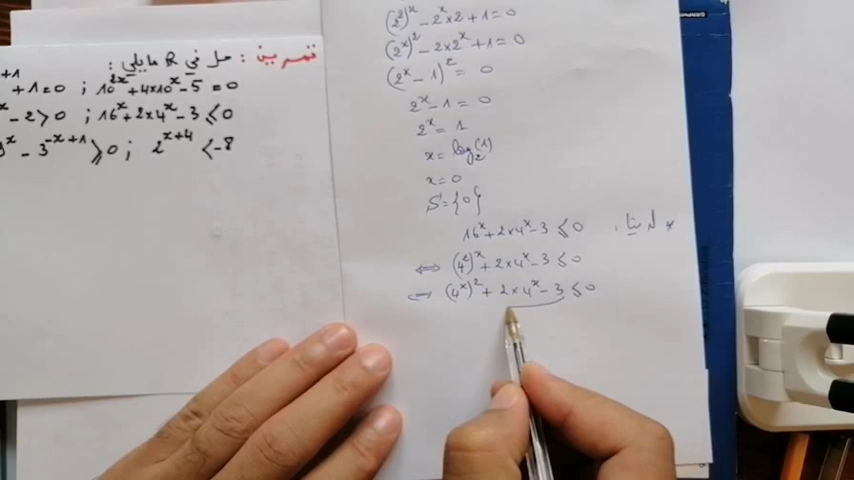 تمرين : حل في R مايلي :
+1 +1=0 ; 10^{2x}+4×10^x-5=0
^x-2>0 ; 16^x+2×4^x-3≤0
9^x-3^{-x+1}≥0 ; 2^{x+4}<-8
(2^2)^x-2^x×2+1=0
(2^x)^2-2×2^x+1=0
(2^x-1)^2=0
2^x-1=0
2^x=1
x=log_2(1)
x=0
S={0}
* لدينا : 16^x+2×4^x-3≤0
⟺ (4^2)^x+2×4^x-3≤0
⟺ (4^x)^2+2×4^x-3≤0